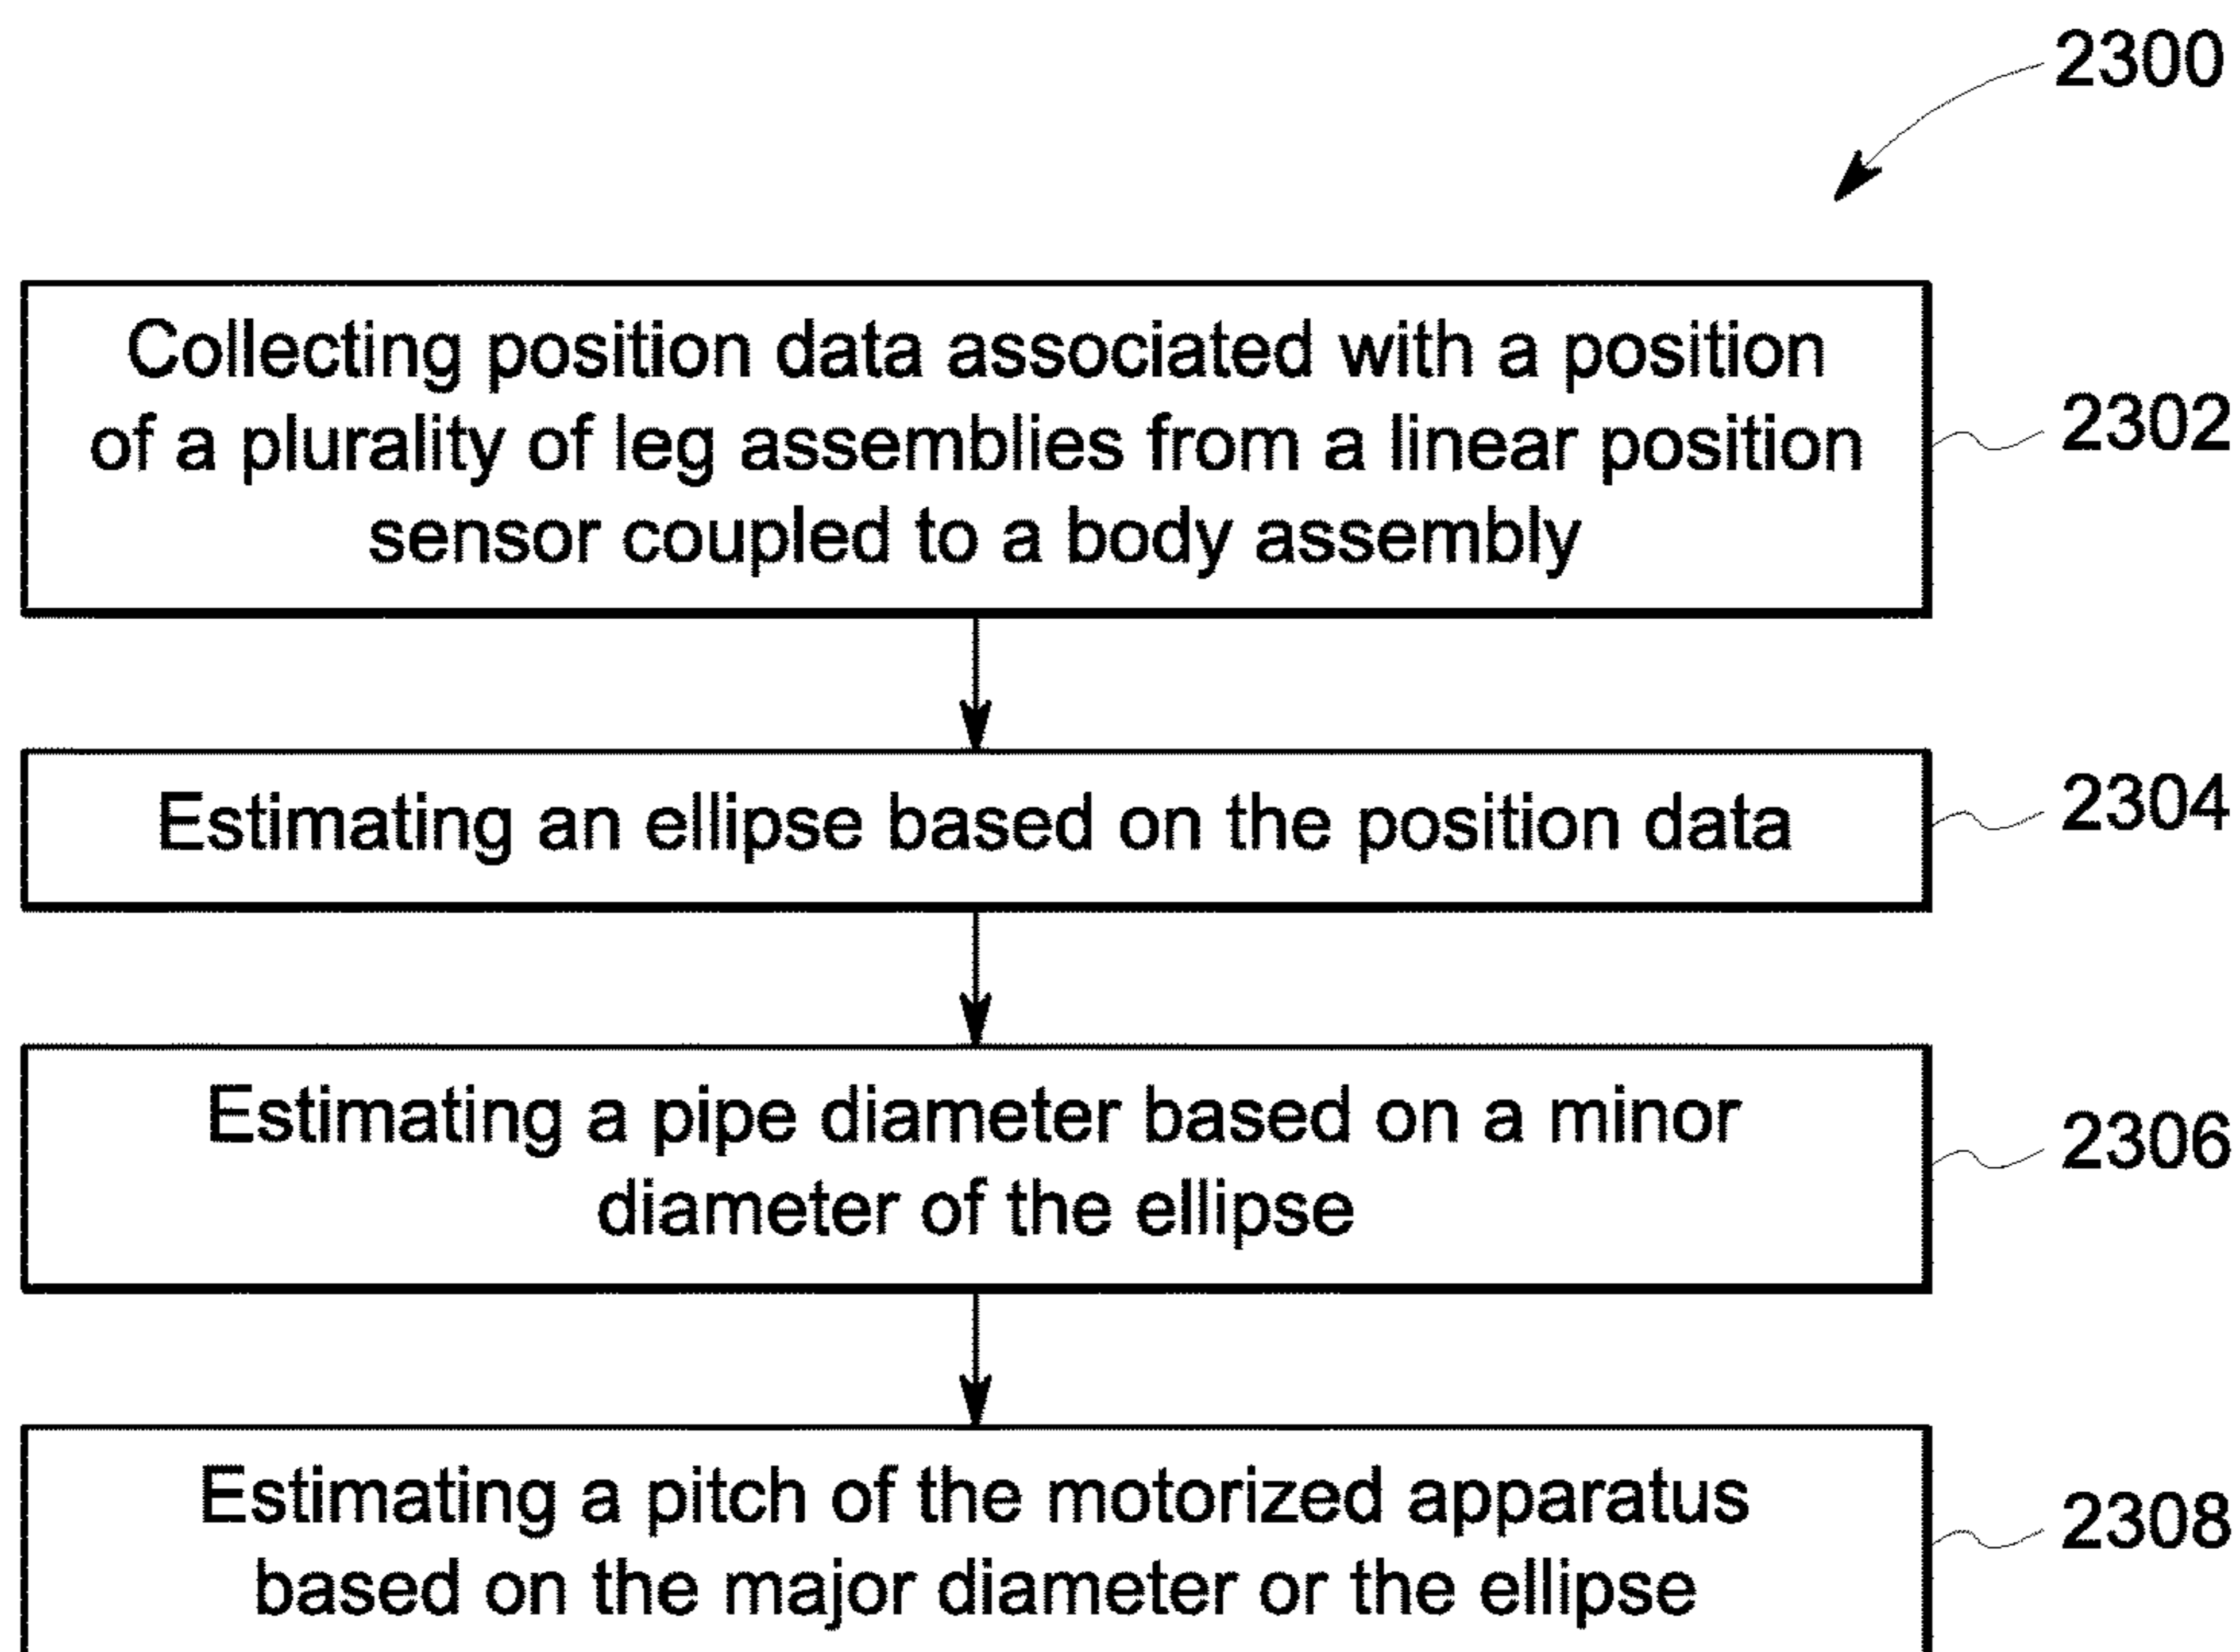 2300
Collecting position data associated with a position
of a plurality of leg assemblies from a linear position
sensor coupled to a body assembly
2302
Estimating an ellipse based on the position data
2304
Estimating a pipe diameter based on a minor
diameter of the ellipse
2306
Estimating a pitch of the motorized apparatus
based on the major diameter or the ellipse
2308